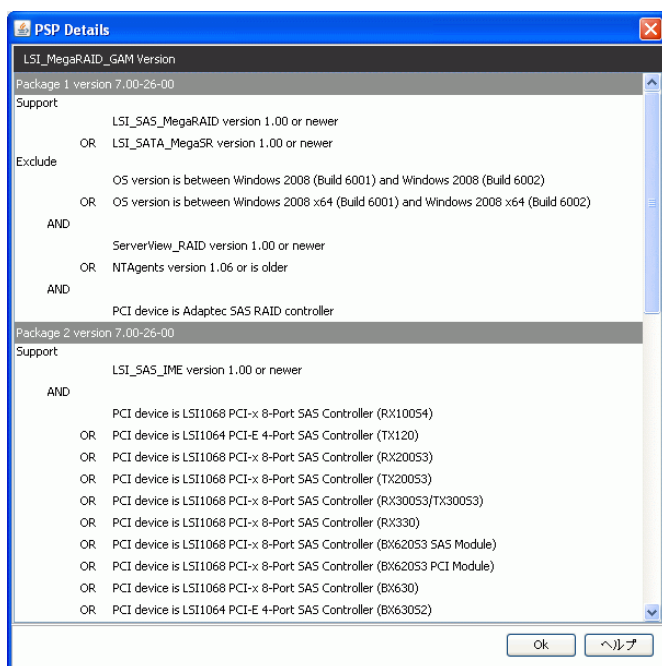 PSP Details
LSI_MegaRAID_GAM Version
Package 1 version 7.00-26-00
Support
LSI_SAS_MegaRAID version 1.00 or newer
OR LSI_SATA_MegaSR version 1.00 or newer
Exclude
OS version is between Windows 2008 (Build 6001) and Windows 2008 (Build 6002)
OR OS version is between Windows 2008 x64 (Build 6001) and Windows 2008 x64 (Build 6002)
AND
ServerView_RAID version 1.00 or newer
OR NTAgents version 1.06 or is older
AND
PCI device is Adaptec SAS RAID controller
Package 2 version 7.00-26-00
Support
LSI_SAS_IME version 1.00 or newer
AND
PCI device is LSI1068 PCI-x 8-Port SAS Controller (RX100S4)
OR PCI device is LSI1064 PCI-E 4-Port SAS Controller (TX120)
OR PCI device is LSI1068 PCI-x 8-Port SAS Controller (RX200S3)
OR PCI device is LSI1068 PCI-x 8-Port SAS Controller (TX200S3)
OR PCI device is LSI1068 PCI-x 8-Port SAS Controller (RX300S3/TX300S3)
OR PCI device is LSI1068 PCI-x 8-Port SAS Controller (RX330)
OR PCI device is LSI1068 PCI-x 8-Port SAS Controller (BX620S3 SAS Module)
OR PCI device is LSI1068 PCI-x 8-Port SAS Controller (BX620S3 PCI Module)
OR PCI device is LSI1068 PCI-x 8-Port SAS Controller (BX630)
OR PCI device is LSI1064 PCI-E 4-Port SAS Controller (BX630S2)
Ok ヘルプ